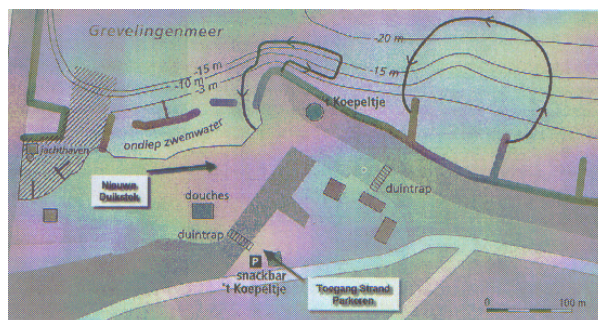 Grevelingenmeer
-20 m
-15 m
-15 m
-10 m
-3 m
't Koepeltje
ondiep zwemwater
jachthaven
Nieuwe
Duikstek
douches
duintrap
duintrap
P
snackbar
't Koepeltje
Toegang Strand
Parkeren
0 100 m